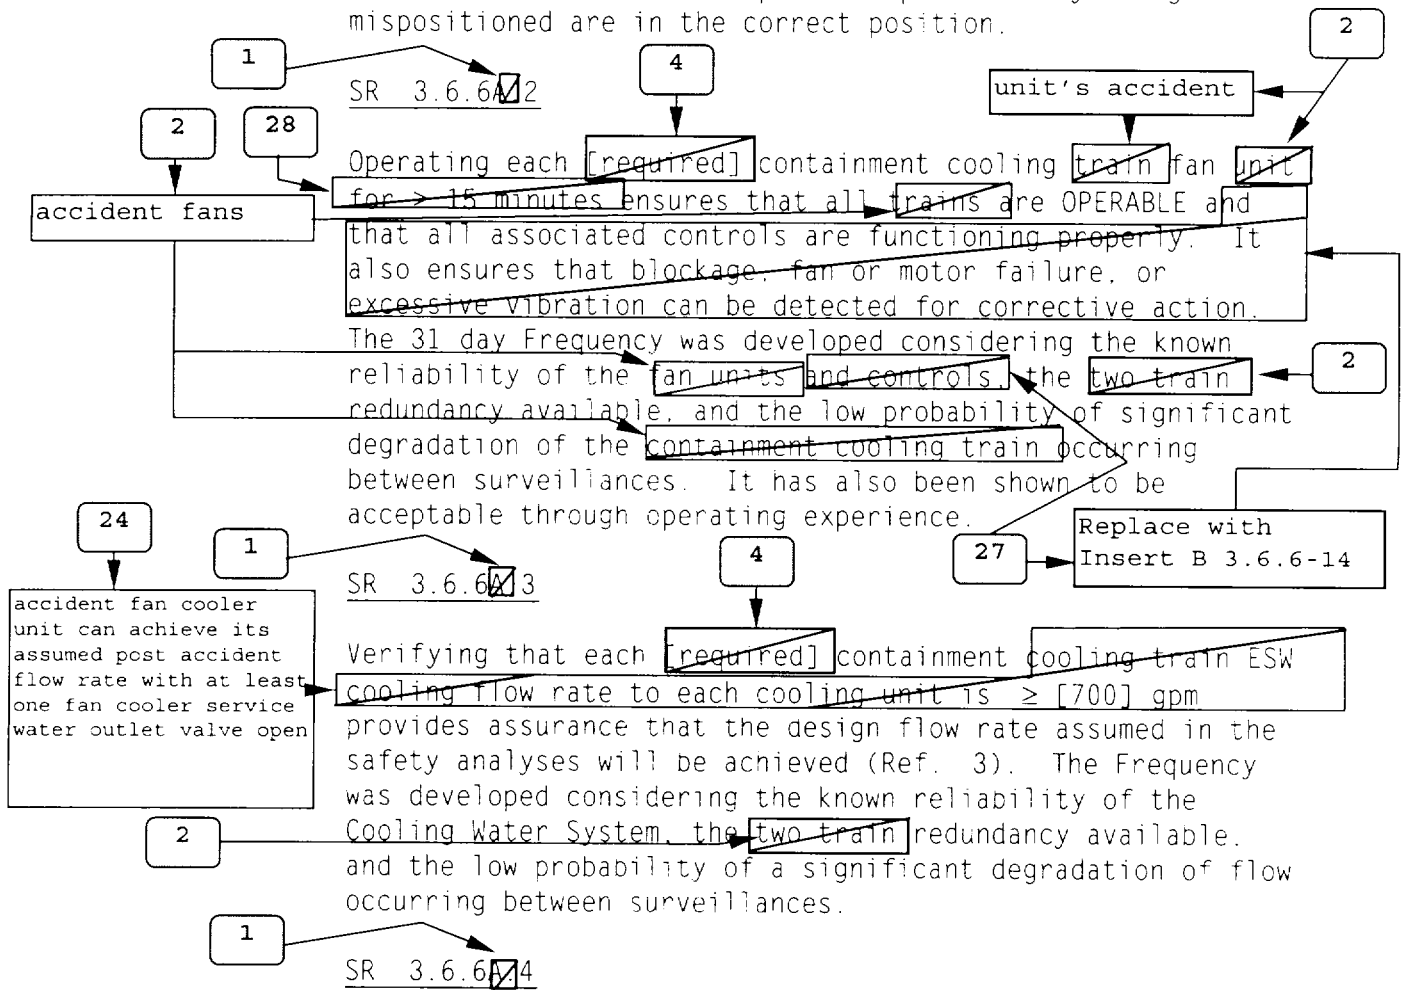 mispositioned are in the correct position.
1
4
2
SR 3.6.6A.2
unit's accident
2
28
Operating each [required] containment cooling train fan unit
for > 15 minutes ensures that all trains are OPERABLE and
accident fans
that all associated controls are functioning properly. It
also ensures that blockage, fan or motor failure, or
excessive vibration can be detected for corrective action.
The 31 day Frequency was developed considering the known
reliability of the fan units and controls, the two train
2
redundancy available, and the low probability of significant
degradation of the containment cooling train occurring
between surveillances. It has also been shown to be
acceptable through operating experience.
24
1
4
27
Replace with
Insert B 3.6.6-14
SR 3.6.6A.3
accident fan cooler
unit can achieve its
assumed post accident
flow rate with at least
one fan cooler service
water outlet valve open
Verifying that each [required] containment cooling train ESW
cooling flow rate to each cooling unit is ≥ [700] gpm
provides assurance that the design flow rate assumed in the
safety analyses will be achieved (Ref. 3). The Frequency
was developed considering the known reliability of the
2
Cooling Water System, the two train redundancy available,
and the low probability of a significant degradation of flow
occurring between surveillances.
1
SR 3.6.6A.4